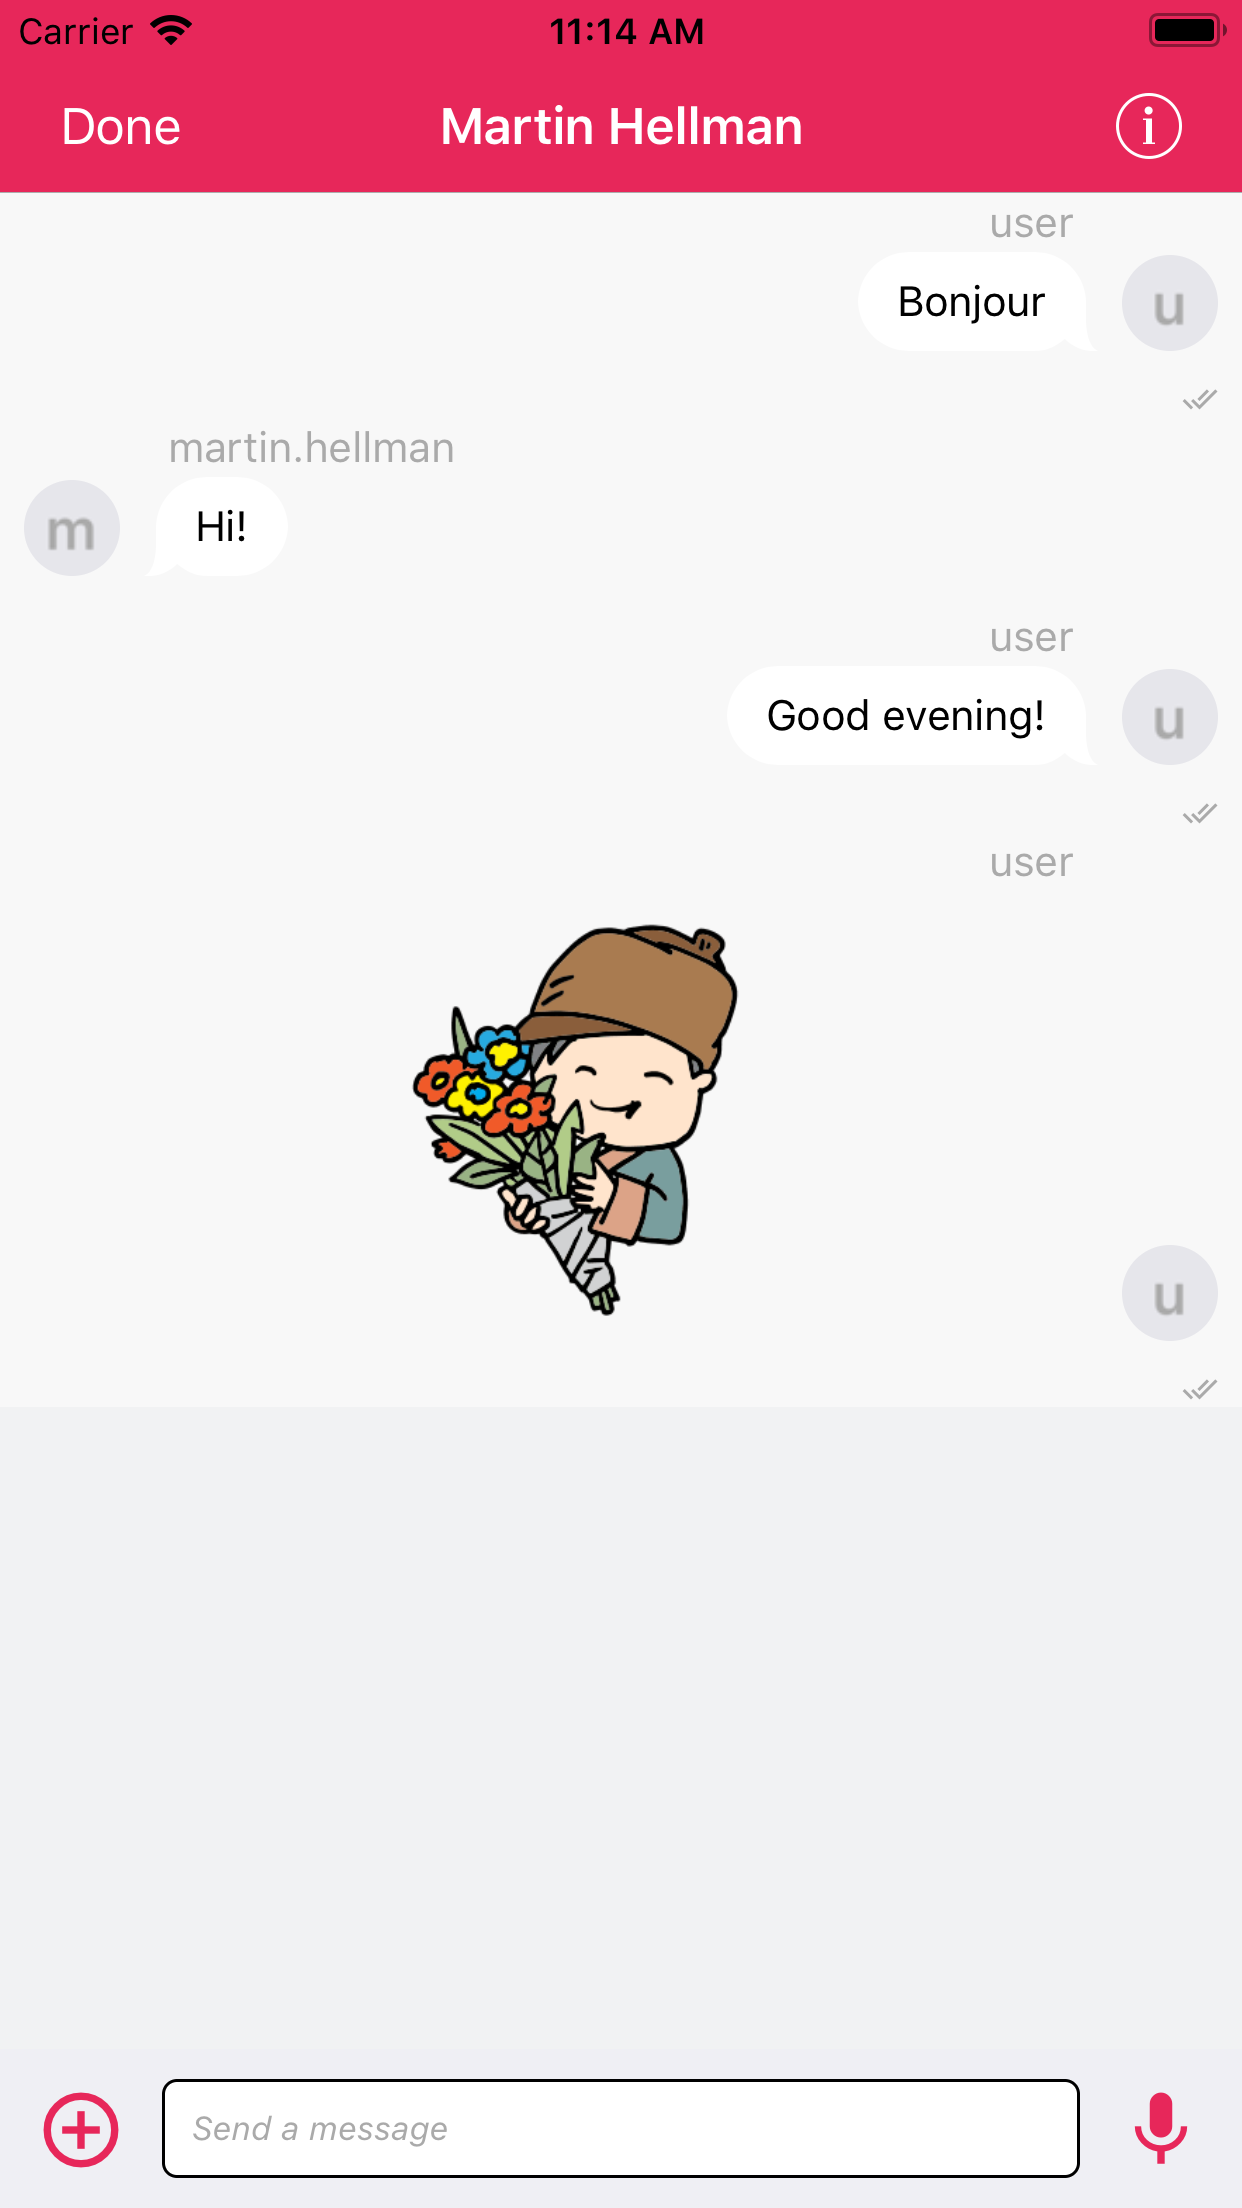 Carrier 11:14 AM
Done Martin Hellman i
user
Bonjour u
martin.hellman
m Hi!
user
Good evening! u
user
u
Send a message